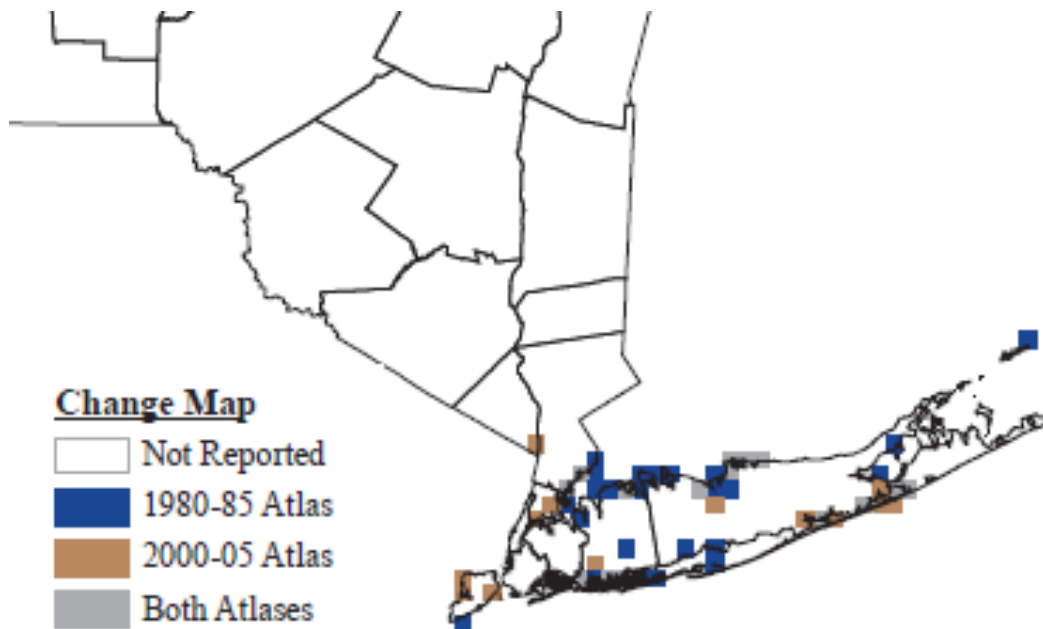 Change Map
Not Reported
1980-85 Atlas
2000-05 Atlas
Both Atlases